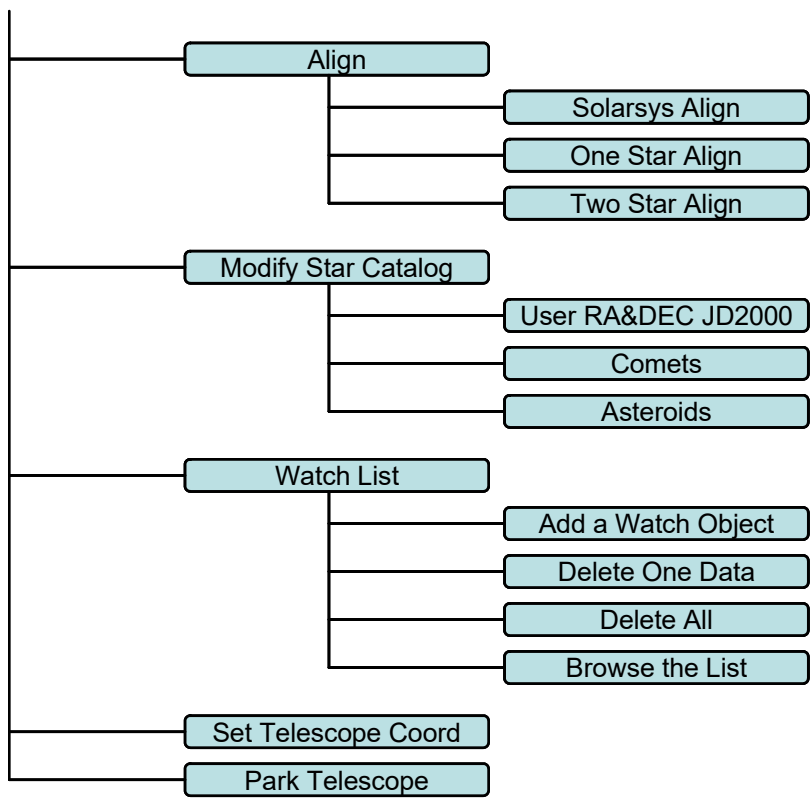 Align
Solarsys Align
One Star Align
Two Star Align
Modify Star Catalog
User RA&DEC JD2000
Comets
Asteroids
Watch List
Add a Watch Object
Delete One Data
Delete All
Browse the List
Set Telescope Coord
Park Telescope